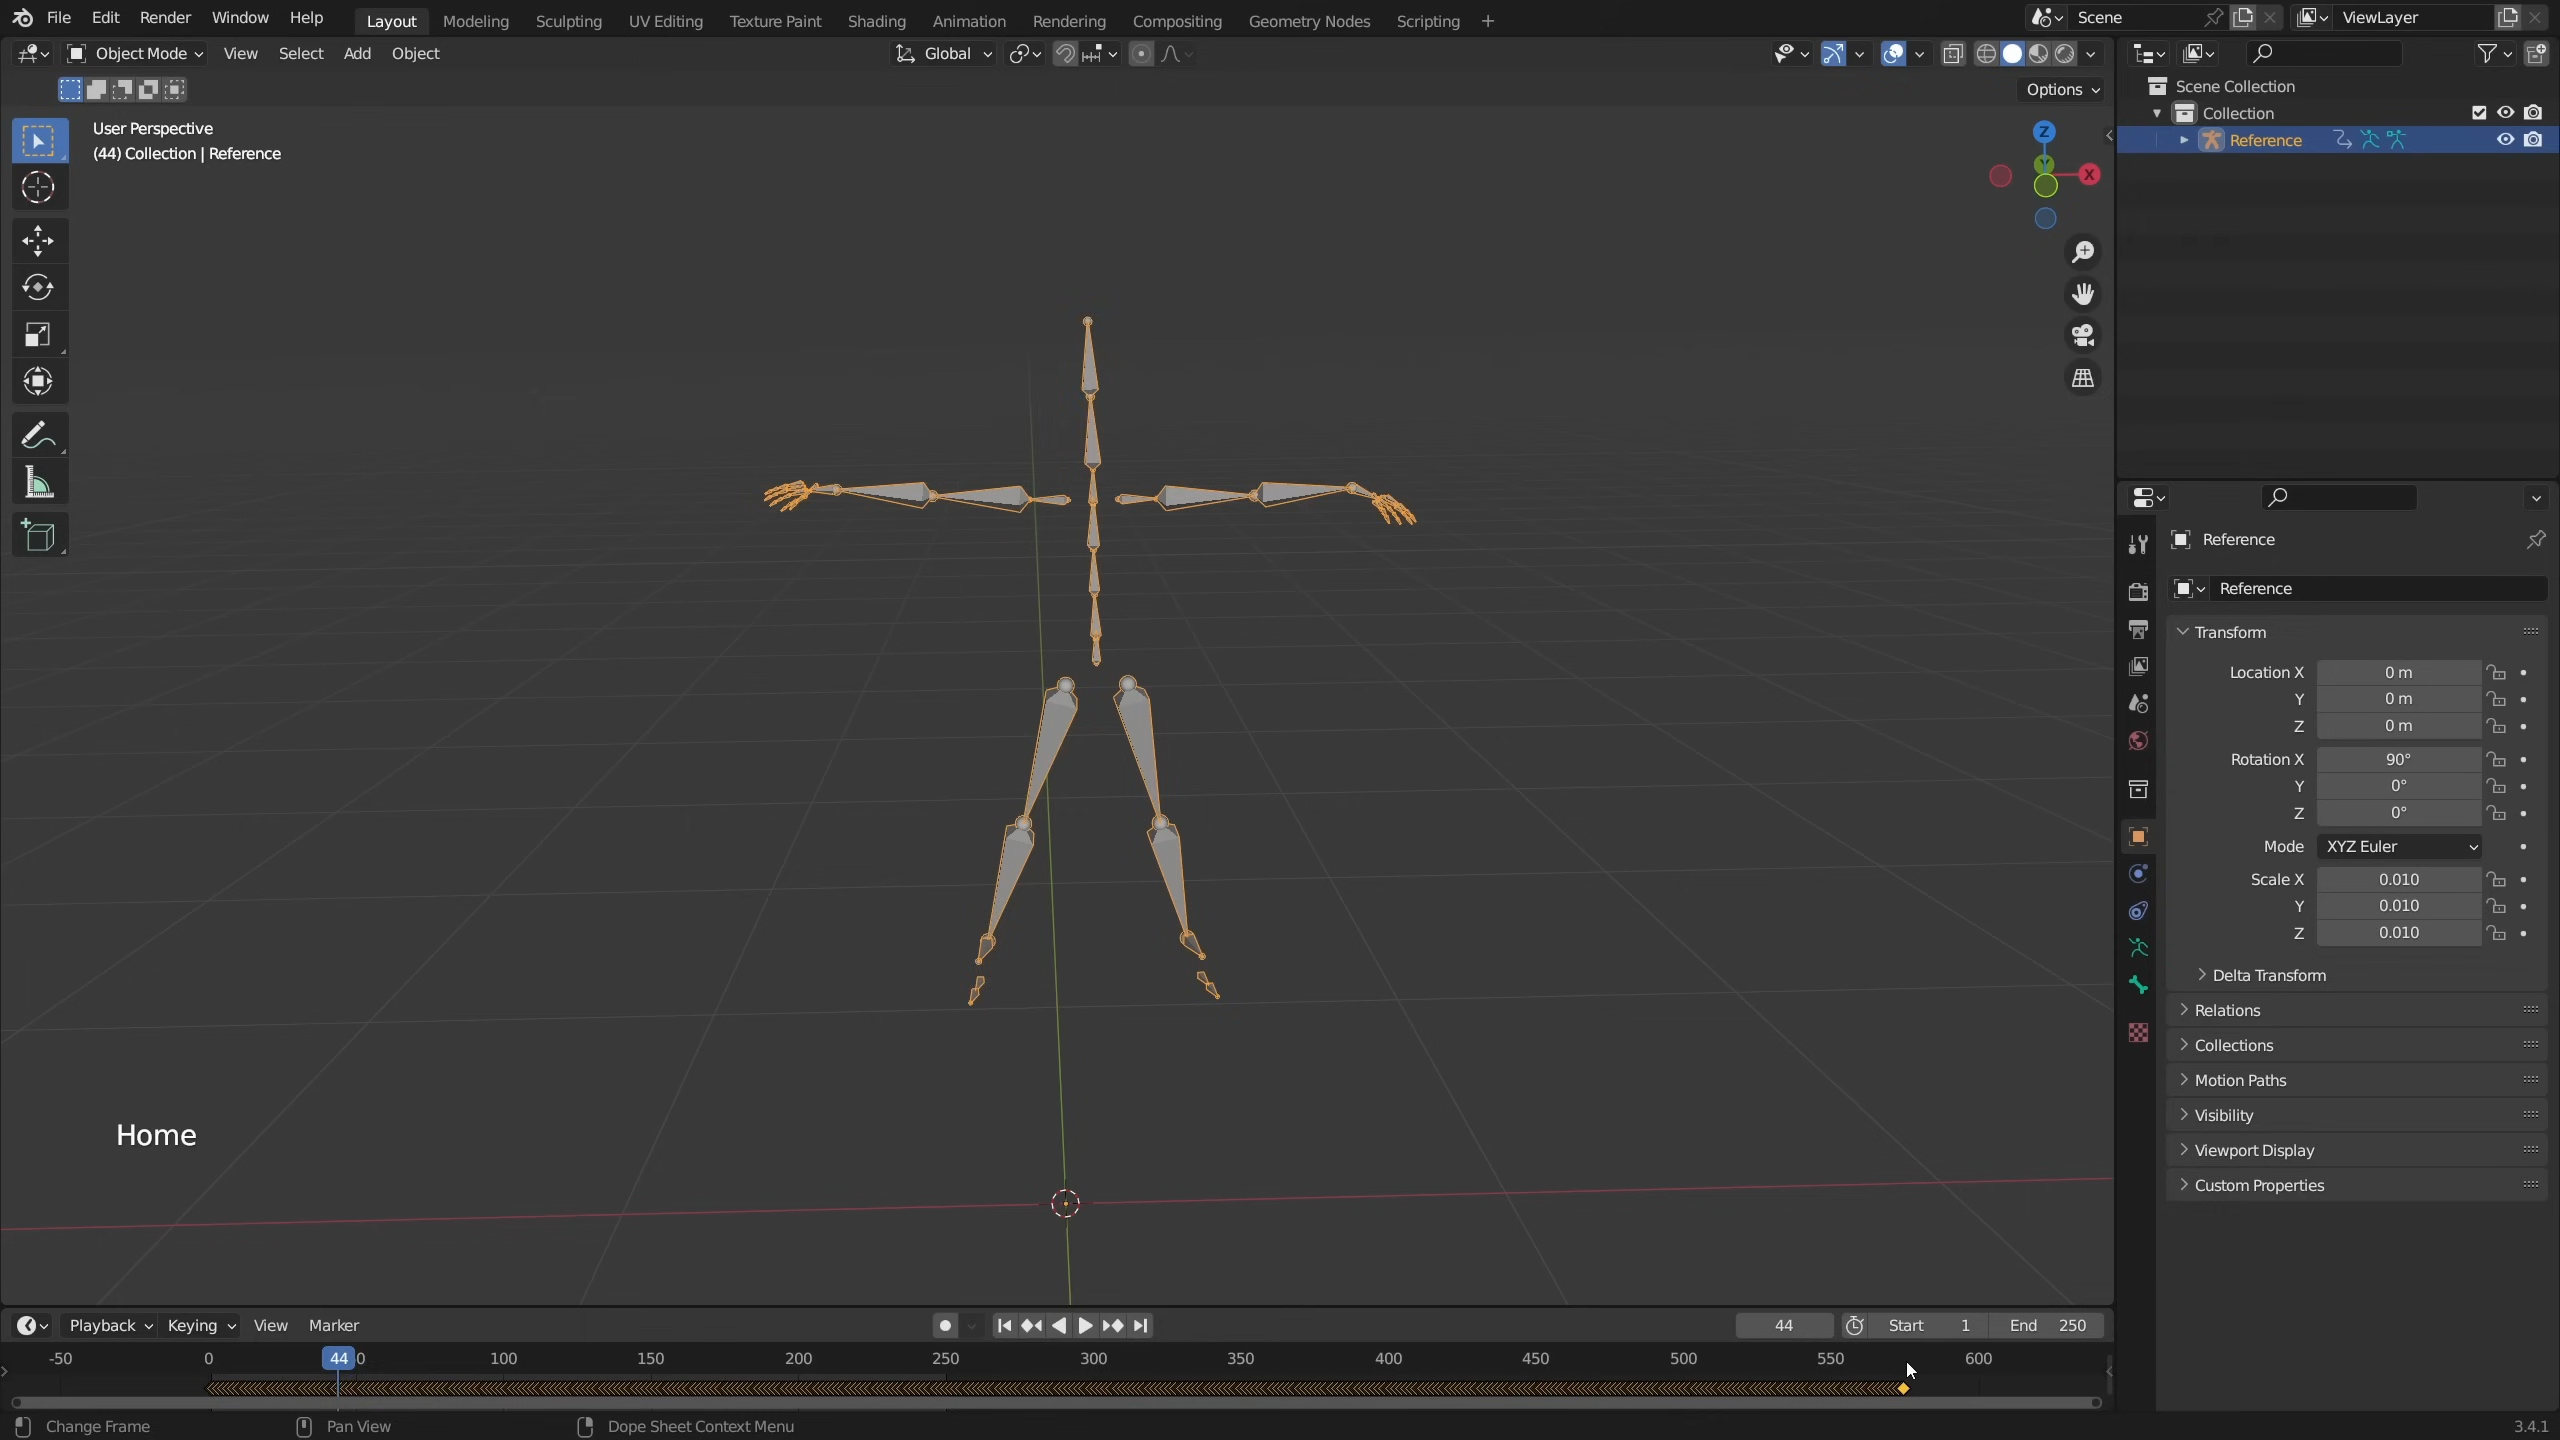 File Edit Render Window Help Layout Modeling Sculpting UV Editing Texture Paint Shading Animation Rendering Compositing Geometry Nodes Scripting + Scene ViewLayer
Object Mode View Select Add Object Global
Options
User Perspective
(44) Collection | Reference
Z
X
Scene Collection
Collection
Reference
Reference
Reference
Transform
Location X 0 m
Y 0 m
Z 0 m
Rotation X 90°
Y 0°
Z 0°
Mode XYZ Euler
Scale X 0.010
Y 0.010
Z 0.010
Delta Transform
Relations
Collections
Motion Paths
Visibility
Viewport Display
Custom Properties
Home
Playback Keying View Marker 44 Start 1 End 250
-50 0 44 0 100 150 200 250 300 350 400 450 500 550 600
Change Frame Pan View Dope Sheet Context Menu 3.4.1